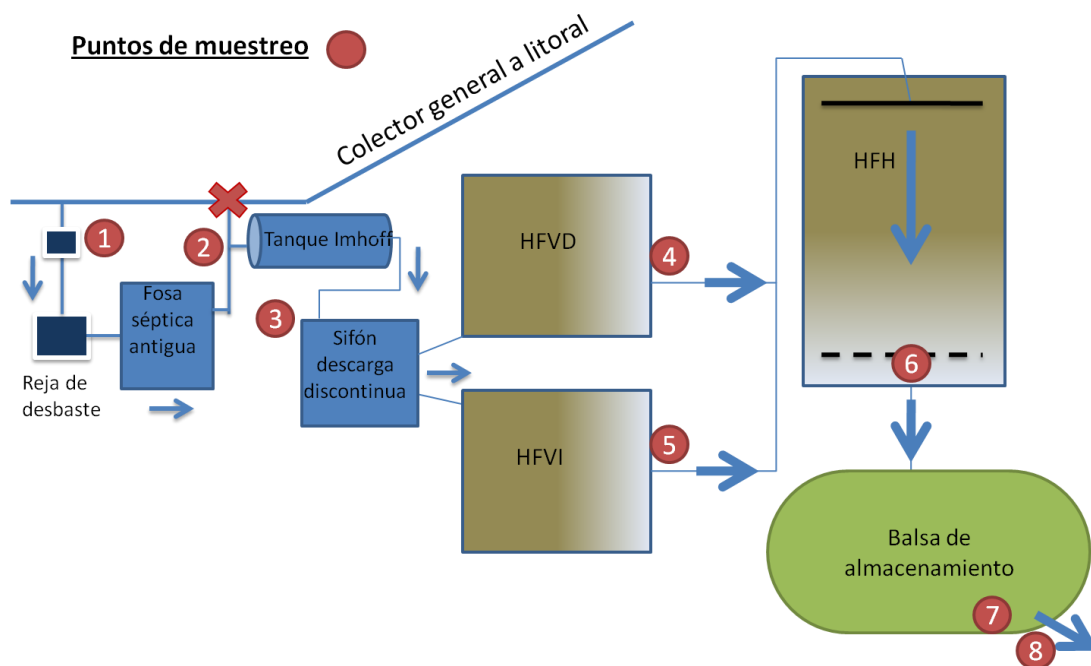 Puntos de muestreo
Colector general a litoral
1
2
Tanque Imhoff
Fosa
séptica
antigua
Reja de
desbaste
3
Sifón
descarga
discontinua
HFVD
4
HFVI
5
HFH
6
Balsa de
almacenamiento
7
8